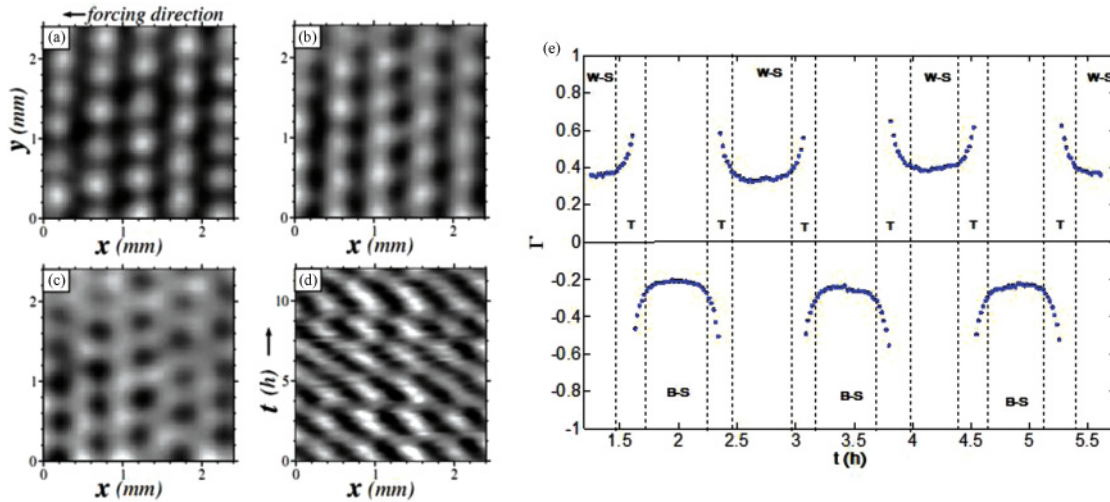 ← forcing direction
(a)
(b)
y (mm)
2
1
0
0 1 2
x (mm)
0 1 2
x (mm)
(c)
(d)
2
1
0
0 1 2
x (mm)
t (h) →
10
5
0
0 1 2
x (mm)
(e)
1
0.8
0.6
0.4
0.2
0
-0.2
-0.4
-0.6
-0.8
-1
Γ
W-S W-S W-S W-S
T T T T T T
B-S B-S B-S
1.5 2 2.5 3 3.5 4 4.5 5 5.5
t (h)